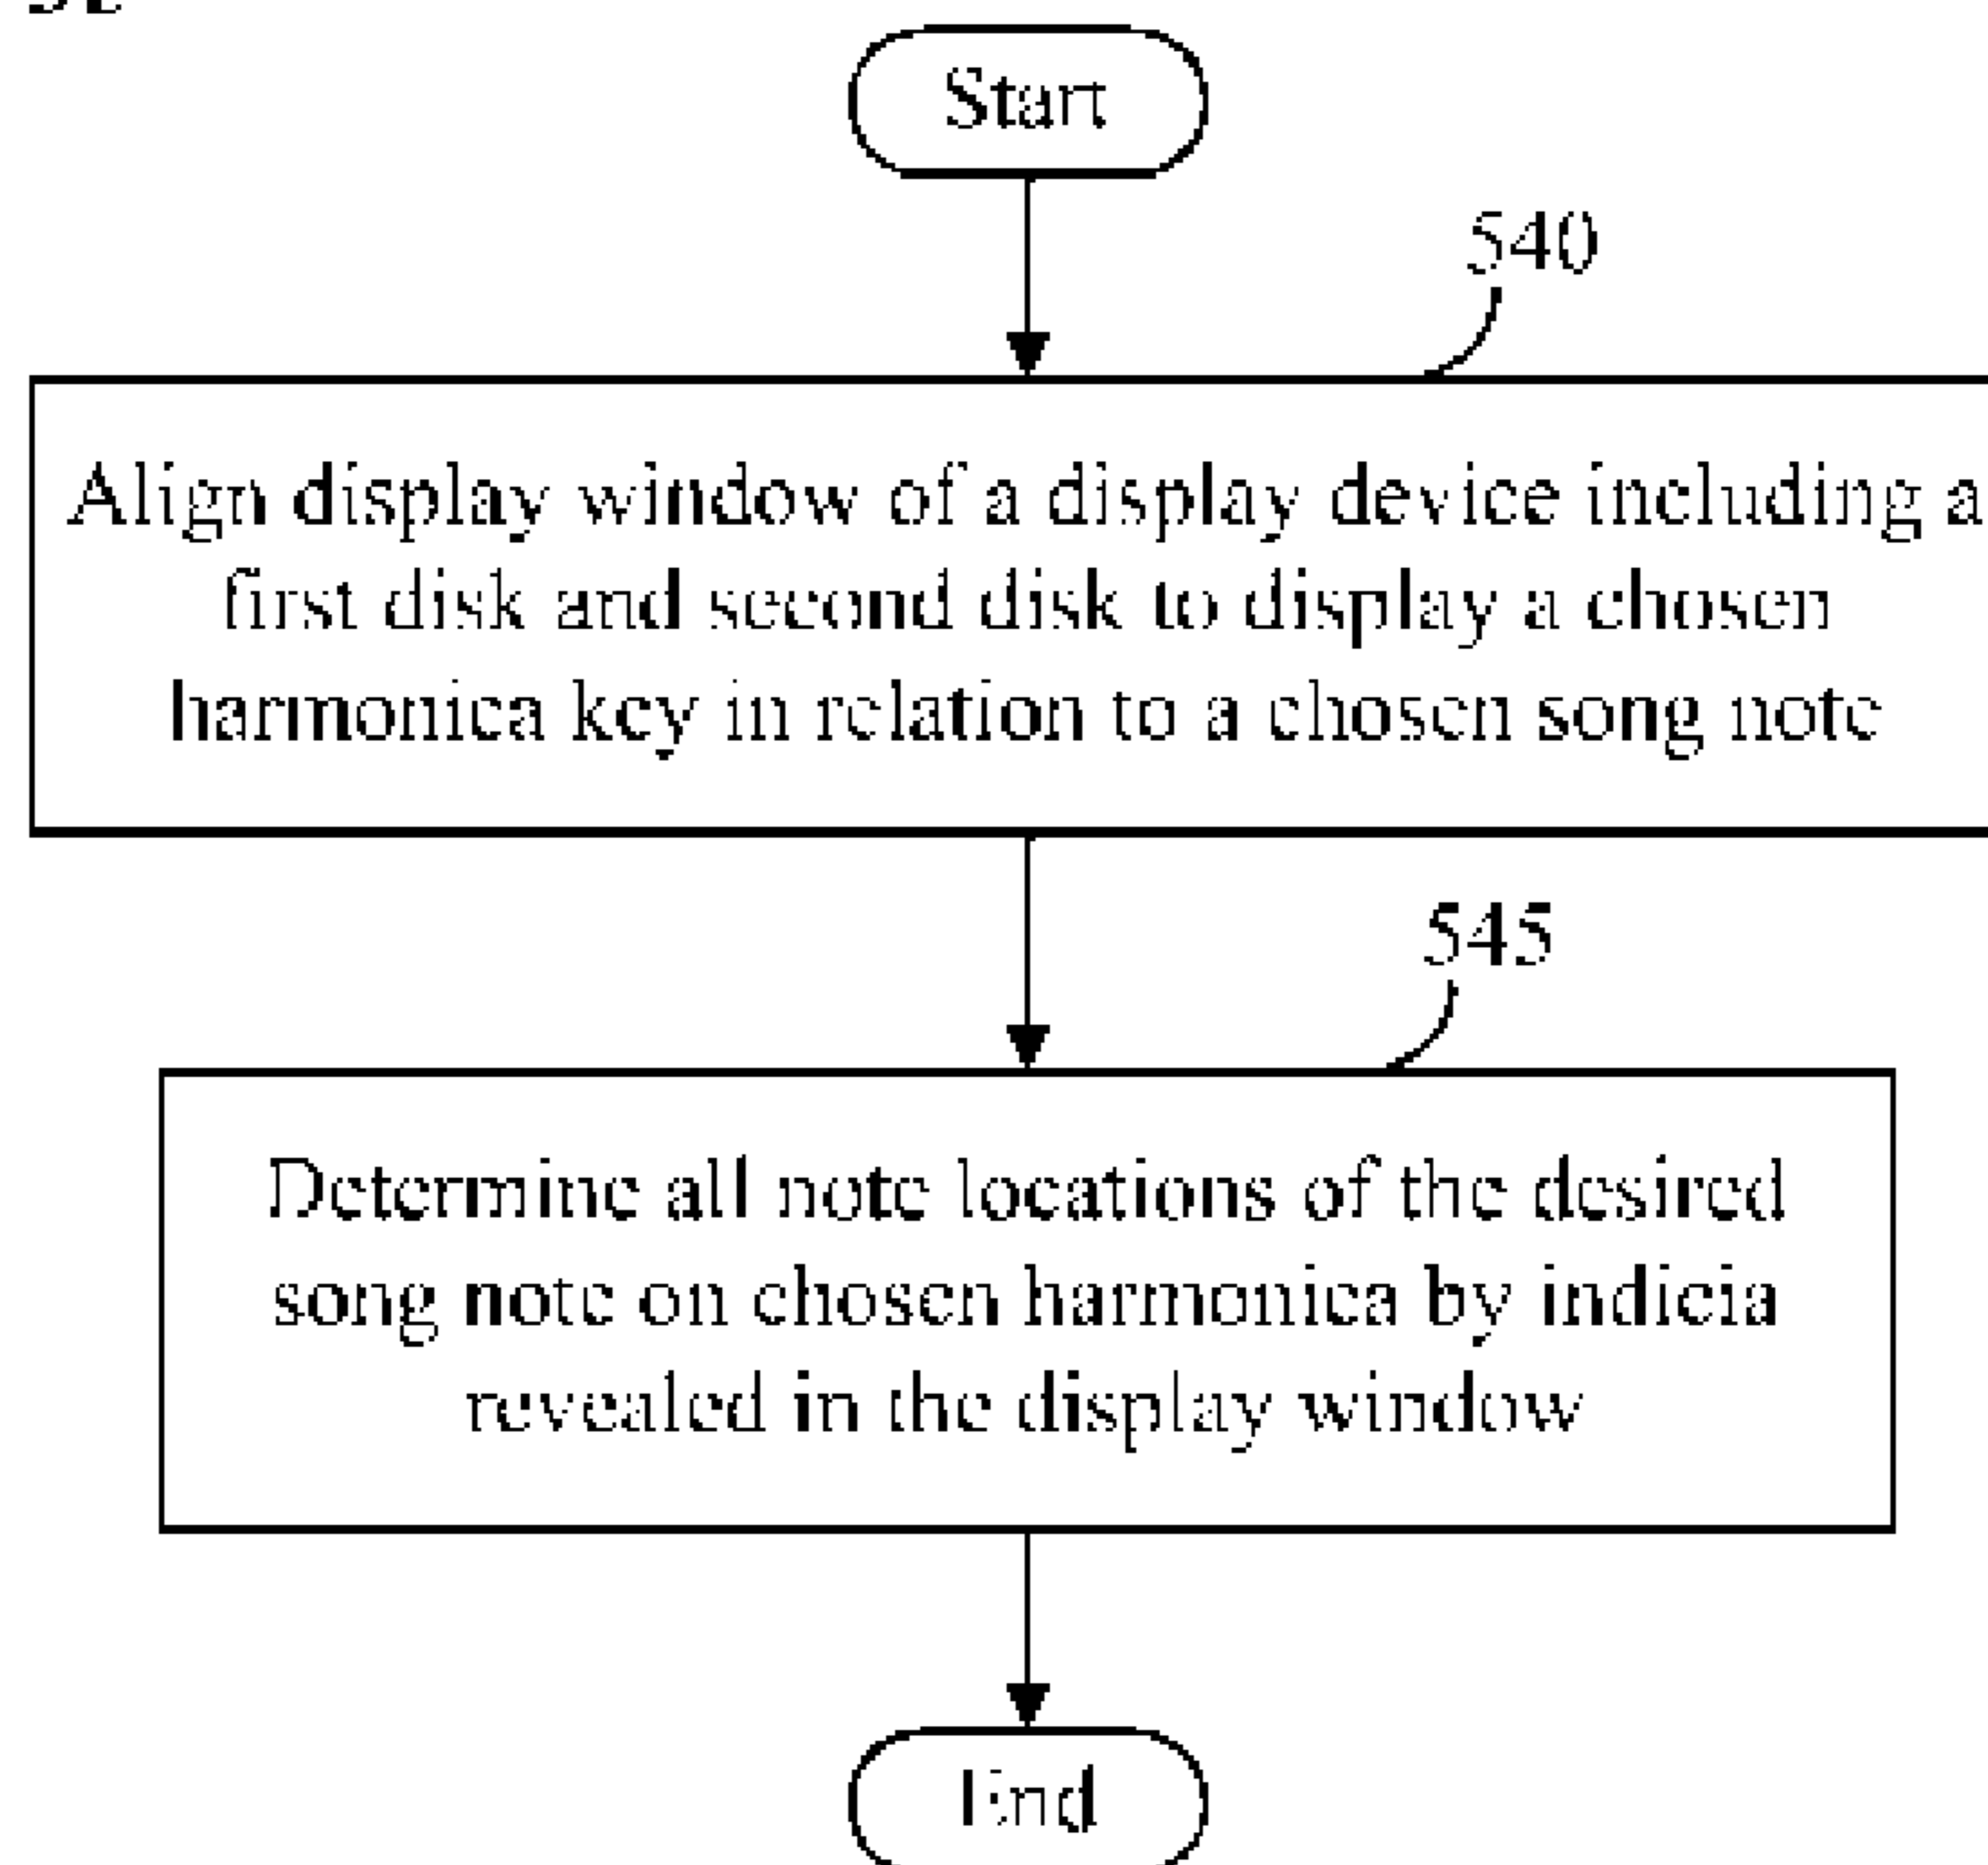 Start
540
Align display window of a display device including a
first disk and second disk to display a chosen
harmonica key in relation to a chosen song note
545
Determine all note locations of the desired
song note on chosen harmonica by indicia
revealed in the display window
End